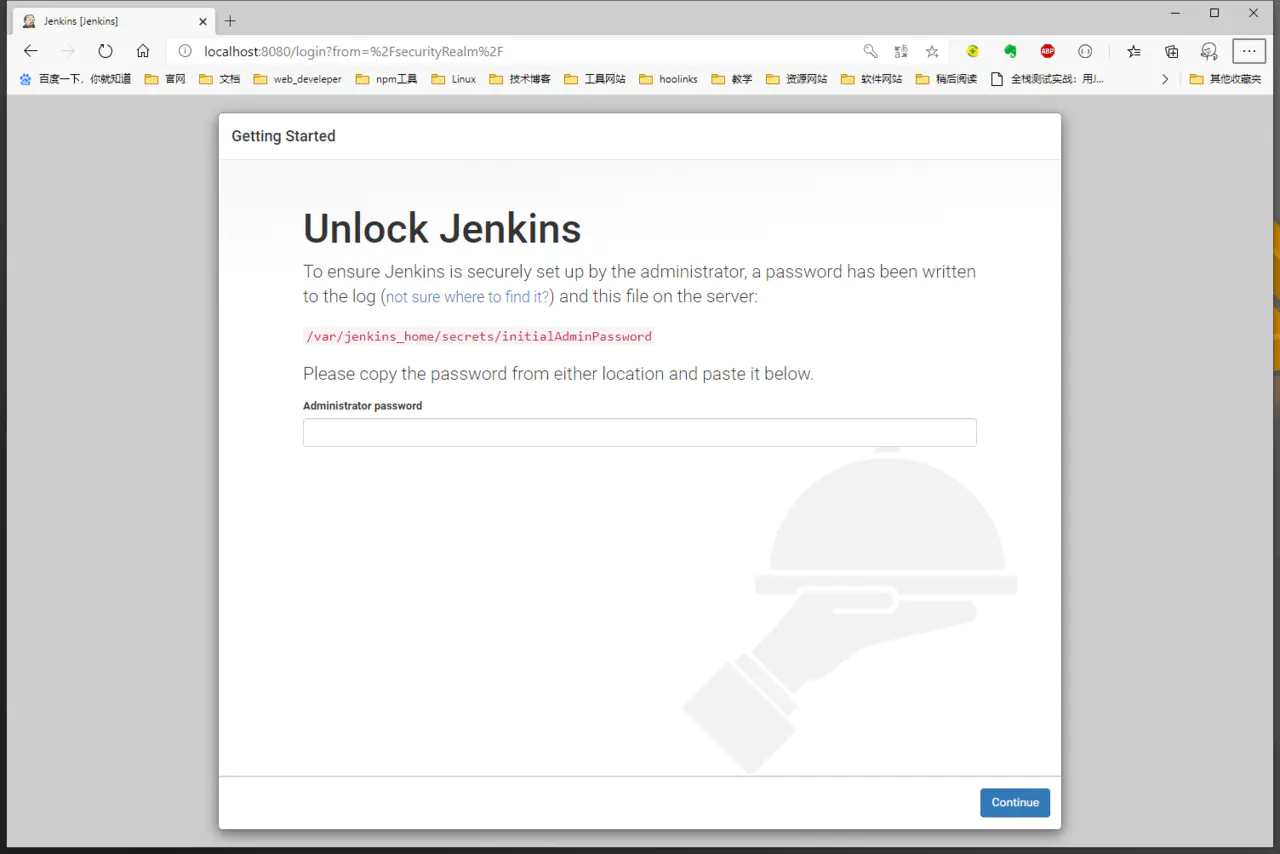 Jenkins [Jenkins]
localhost:8080/login?from=%2FsecurityRealm%2F
ABP
百度一下，你就知道 官网 文档 web_develeper npm工具 Linux 技术博客 工具网站 hoolinks 教学 资源网站 软件网站 稍后阅读 全栈测试实战：用J... 其他收藏夹
Getting Started
Unlock Jenkins
To ensure Jenkins is securely set up by the administrator, a password has been written
to the log (not sure where to find it?) and this file on the server:
/var/jenkins_home/secrets/initialAdminPassword
Please copy the password from either location and paste it below.
Administrator password
Continue